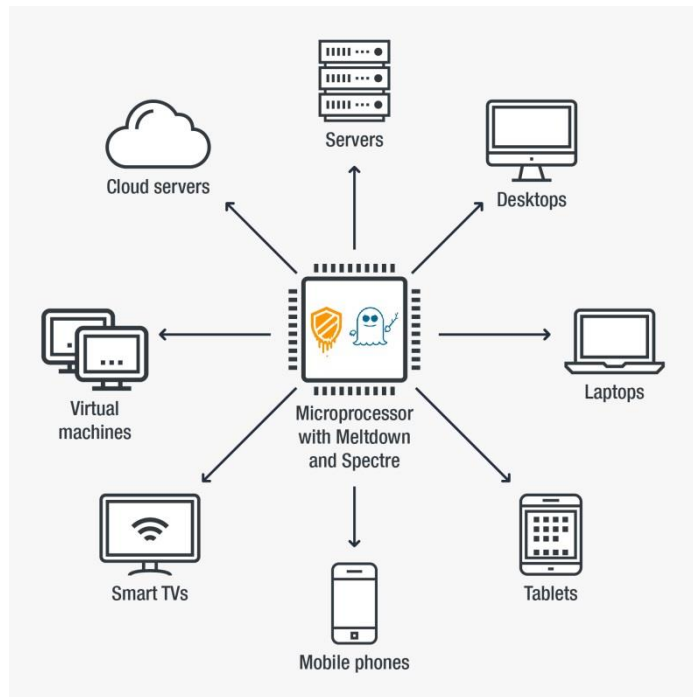 Servers
Cloud servers
Desktops
Virtual
machines
Laptops
Microprocessor
with Meltdown
and Spectre
Smart TVs
Tablets
Mobile phones